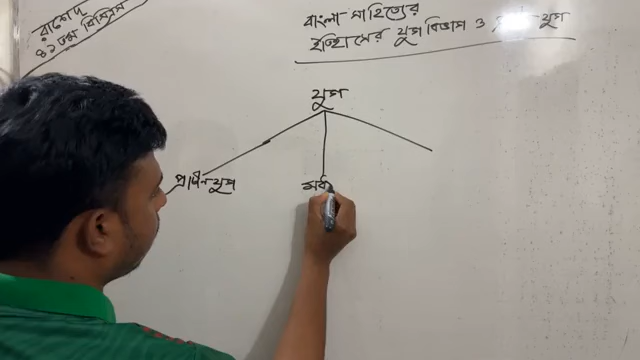 রাশেদ
৪১তম বিসিএস
বাংলা সাহিত্যের
ইতিহাসের যুগ বিভাগ ও যুগ
যুগ
প্রাচীনযুগ
মধ্য